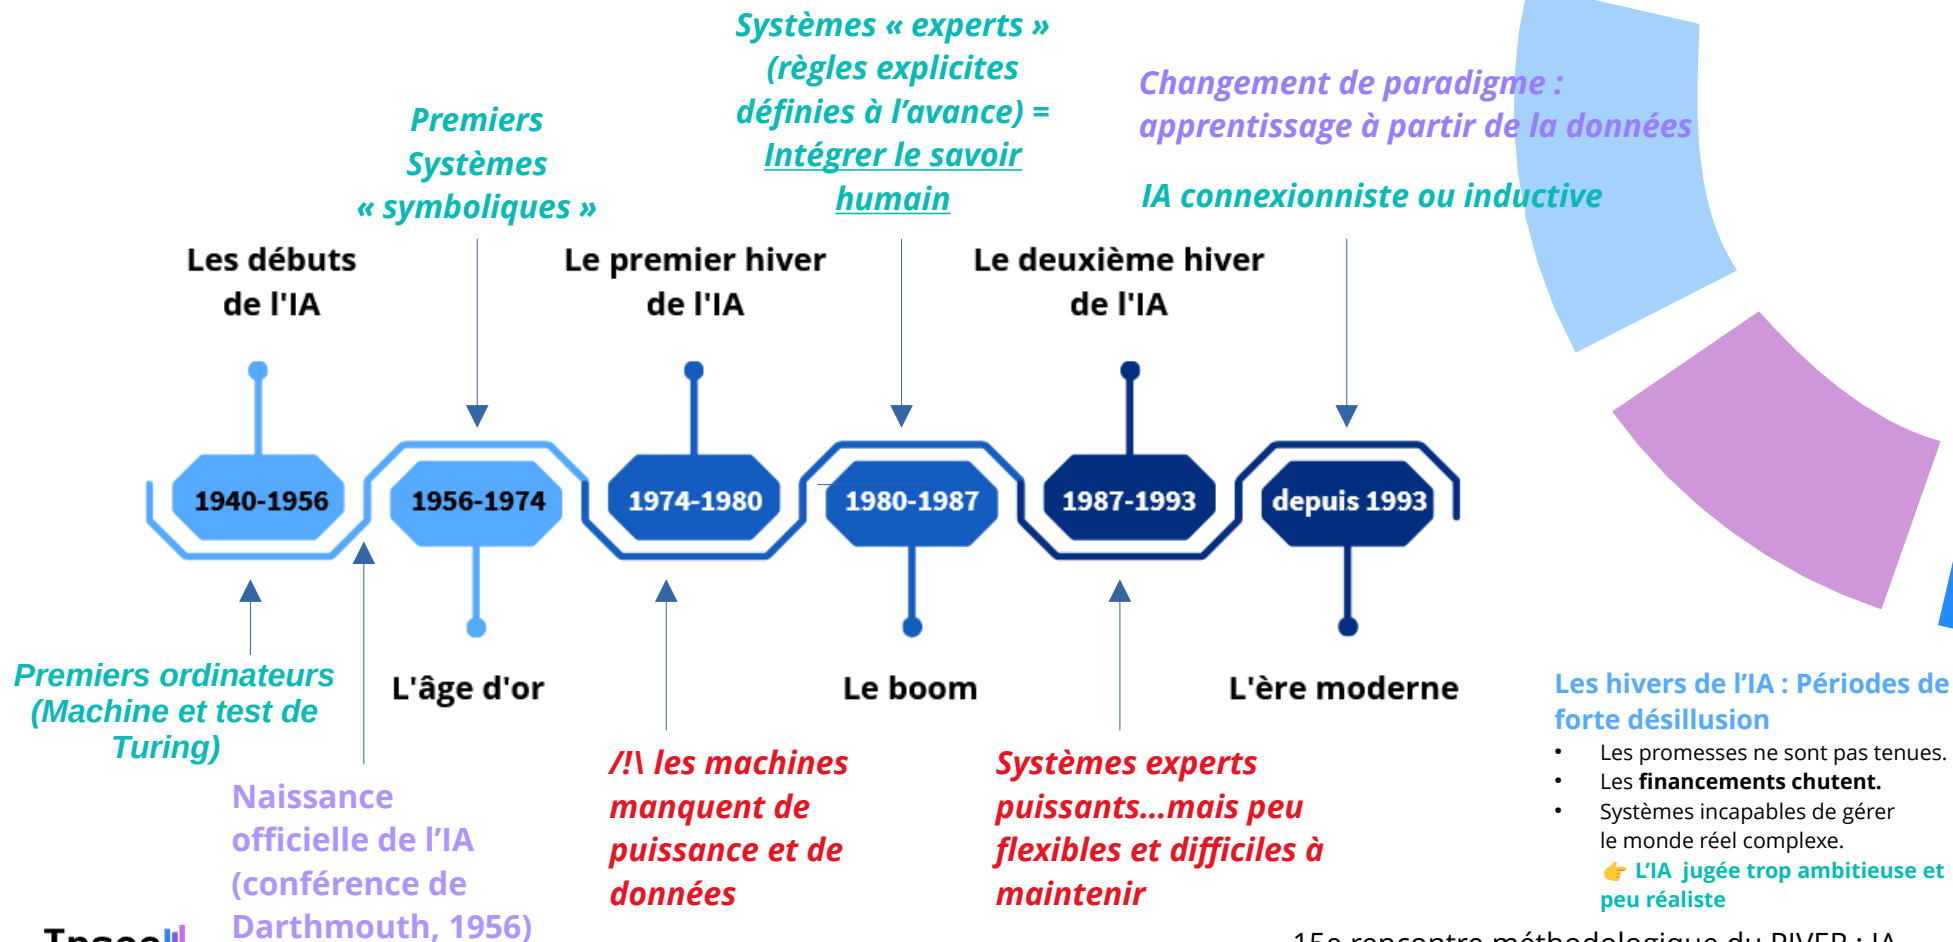 Systèmes « experts »
(règles explicites
définies à l’avance) =
Intégrer le savoir
humain
Changement de paradigme :
apprentissage à partir de la données
IA connexionniste ou inductive
Premiers
Systèmes
« symboliques »
Les débuts
de l'IA
Le premier hiver
de l'IA
Le deuxième hiver
de l'IA
1940-1956
1956-1974
1974-1980
1980-1987
1987-1993
depuis 1993
L'âge d'or
Le boom
L'ère moderne
Premiers ordinateurs
(Machine et test de
Turing)
Naissance
officielle de l’IA
(conférence de
Darthmouth, 1956)
/!\ les machines
manquent de
puissance et de
données
Systèmes experts
puissants...mais peu
flexibles et difficiles à
maintenir
Les hivers de l’IA : Périodes de
forte désillusion
• Les promesses ne sont pas tenues.
• Les financements chutent.
• Systèmes incapables de gérer
le monde réel complexe.
👉 L’IA jugée trop ambitieuse et
peu réaliste
15e rencontre méthodologique du PIVER : IA